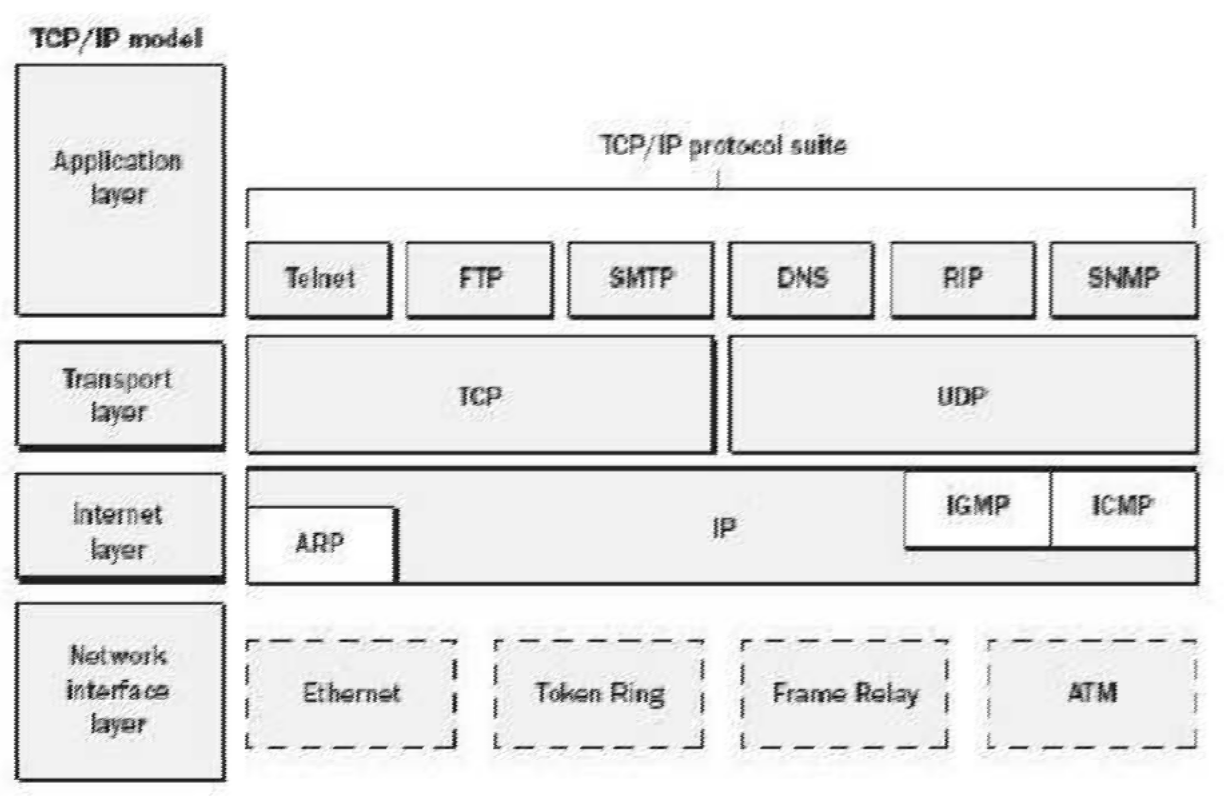 TCP/IP model
Application
layer
TCP/IP protocol suite
Telnet
FTP
SMTP
DNS
RIP
SNMP
Transport
layer
TCP
UDP
Internet
layer
ARP
IP
IGMP
ICMP
Network
interface
layer
Ethernet
Token Ring
Frame Relay
ATM